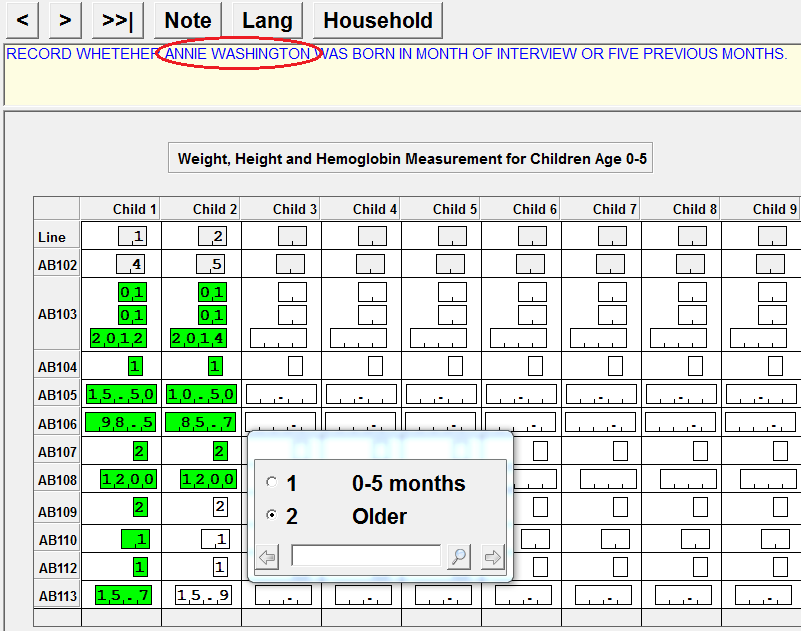 < > >>| Note Lang Household
RECORD WHETEHER ANNIE WASHINGTON WAS BORN IN MONTH OF INTERVIEW OR FIVE PREVIOUS MONTHS.
Weight, Height and Hemoglobin Measurement for Children Age 0-5
Child 1 Child 2 Child 3 Child 4 Child 5 Child 6 Child 7 Child 8 Child 9
Line 1 2
AB102 4 5
01 01
AB103 01 01
2012 2014
AB104 1 1
AB105 15.50 10.50
AB106 98.5 85.7
AB107 2 2
AB108 1200 1200
AB109 2 2
AB110 1 1
AB112 1 1
AB113 15.7 15.9
1 0-5 months
2 Older